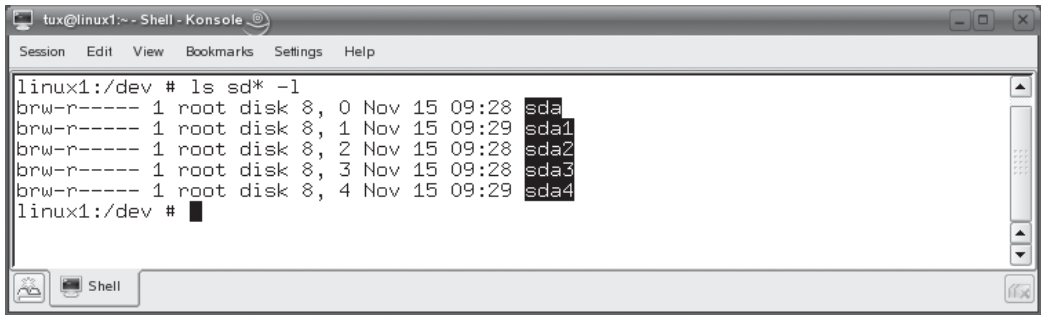 tux@linux1:~ - Shell - Konsole
Session Edit View Bookmarks Settings Help
linux1:/dev # ls sd* -l
brw-r----- 1 root disk 8, 0 Nov 15 09:28 sda
brw-r----- 1 root disk 8, 1 Nov 15 09:29 sda1
brw-r----- 1 root disk 8, 2 Nov 15 09:28 sda2
brw-r----- 1 root disk 8, 3 Nov 15 09:28 sda3
brw-r----- 1 root disk 8, 4 Nov 15 09:29 sda4
linux1:/dev #
Shell